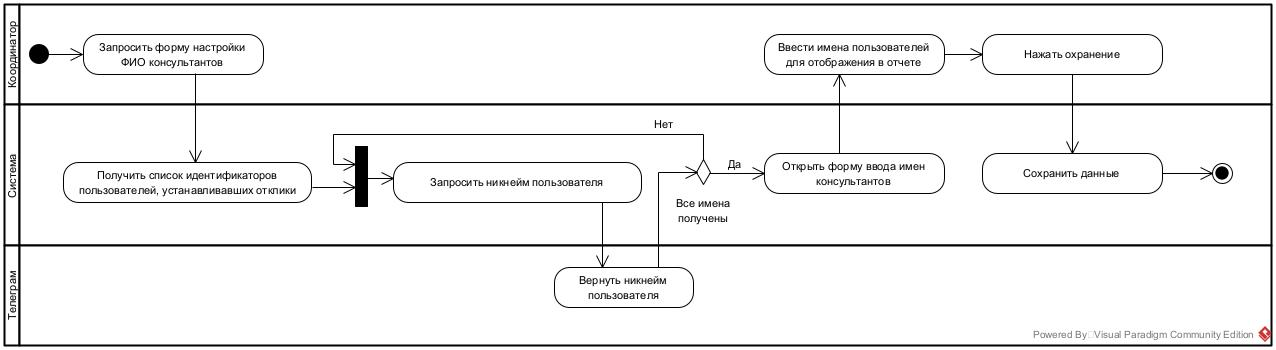 Координатор
Запросить форму настройки
ФИО консультантов
Ввести имена пользователей
для отображения в отчете
Нажать охранение
Система
Получить список идентификаторов
пользователей, устанавливавших отклики
Запросить никнейм пользователя
Нет
Да
Все имена
получены
Открыть форму ввода имен
консультантов
Сохранить данные
Телеграм
Вернуть никнейм
пользователя
Powered By Visual Paradigm Community Edition